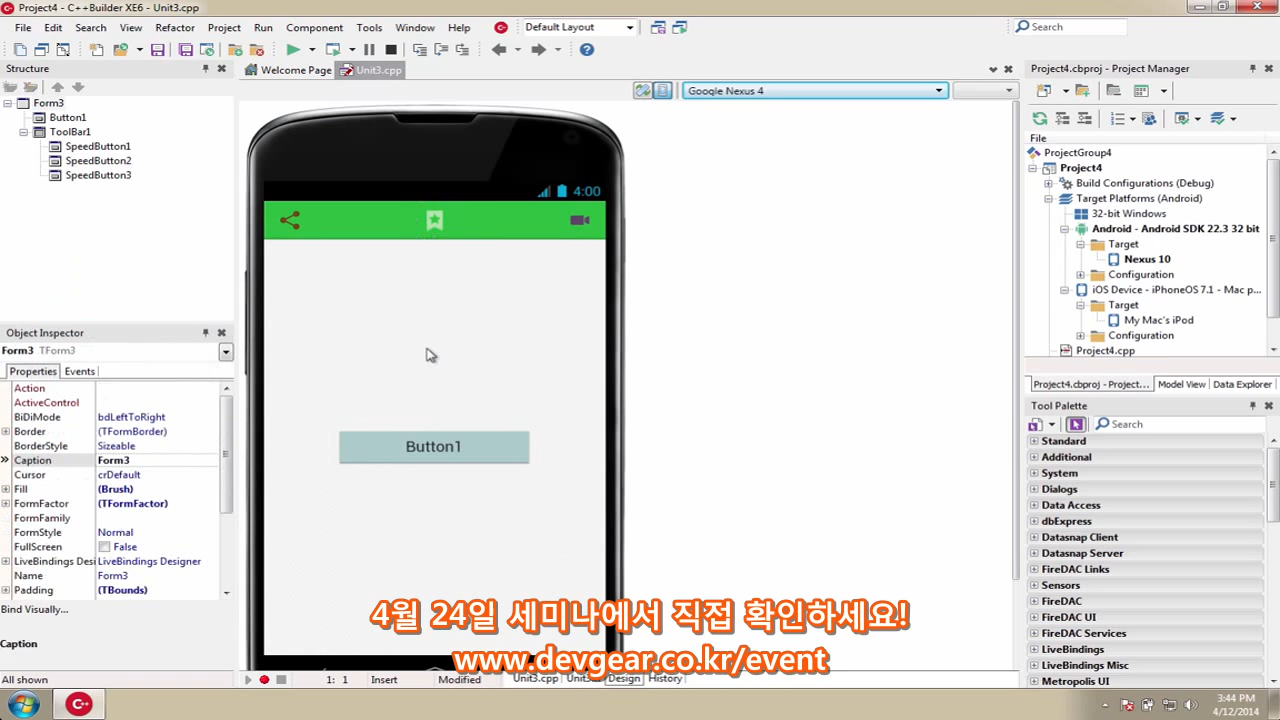 Project4 - C++Builder XE6 - Unit3.cpp
File Edit Search View Refactor Project Run Component Tools Window Help Default Layout Search
Structure
Form3
Button1
ToolBar1
SpeedButton1
SpeedButton2
SpeedButton3
Object Inspector
Form3 TForm3
Properties Events
Action
ActiveControl
BiDiMode bdLeftToRight
Border (TFormBorder)
BorderStyle Sizeable
Caption Form3
Cursor crDefault
Fill (Brush)
FormFactor (TFormFactor)
FormFamily
FormStyle Normal
FullScreen False
LiveBindings Desi LiveBindings Designer
Name Form3
Padding (TBounds)
Bind Visually...
Caption
All shown
Welcome Page Unit3.cpp
Google Nexus 4
4:00
Button1
4월 24일 세미나에서 직접 확인하세요!
www.devgear.co.kr/event
1: 1 Insert Modified Unit3.cpp Design History
Project4.cbproj - Project Manager
File
ProjectGroup4
Project4
Build Configurations (Debug)
Target Platforms (Android)
32-bit Windows
Android - Android SDK 22.3 32 bit
Target
Nexus 10
Configuration
iOS Device - iPhoneOS 7.1 - Mac p...
Target
My Mac's iPod
Configuration
Project4.cpp
Project4.cbproj - Project... Model View Data Explorer
Tool Palette
Search
Standard
Additional
System
Dialogs
Data Access
dbExpress
Datasnap Client
Datasnap Server
FireDAC Links
Sensors
FireDAC
FireDAC UI
FireDAC Services
LiveBindings
LiveBindings Misc
Metropolis UI
3:44 PM
4/12/2014